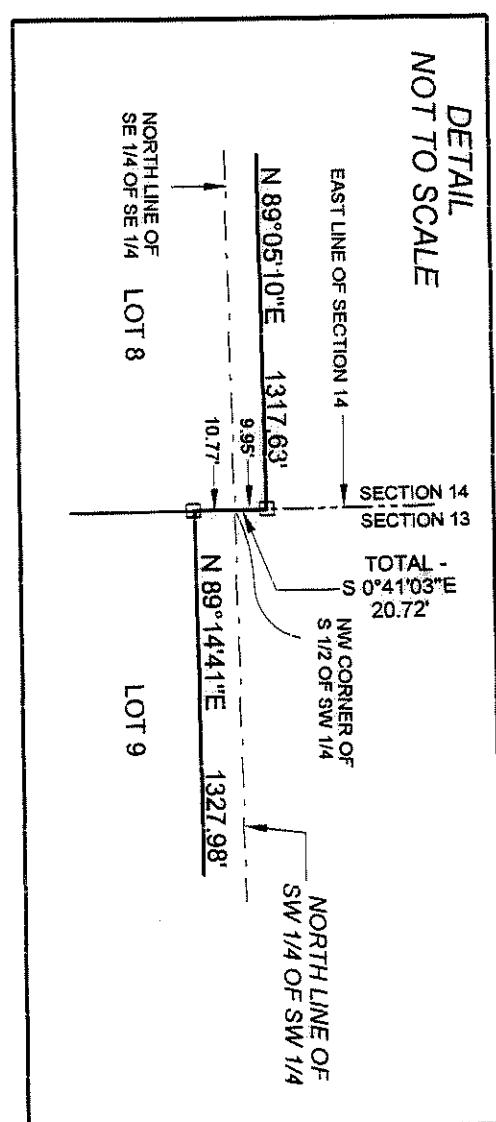 DETAIL
NOT TO SCALE
EAST LINE OF SECTION 14
SECTION 14
SECTION 13
N 89°05'10"E 1317.63'
NORTH LINE OF
SE 1/4 OF SE 1/4
LOT 8
9.95'
10.77'
TOTAL -
S 0°41'03"E
20.72'
NW CORNER OF
S 1/2 OF SW 1/4
N 89°14'41"E 1327.98'
LOT 9
NORTH LINE OF
SW 1/4 OF SW 1/4